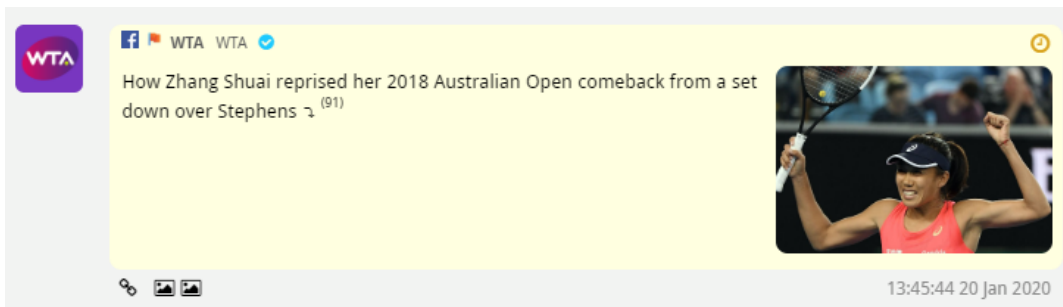 WTA
WTA WTA
How Zhang Shuai reprised her 2018 Australian Open comeback from a set
down over Stephens ⤵ (91)
13:45:44 20 Jan 2020